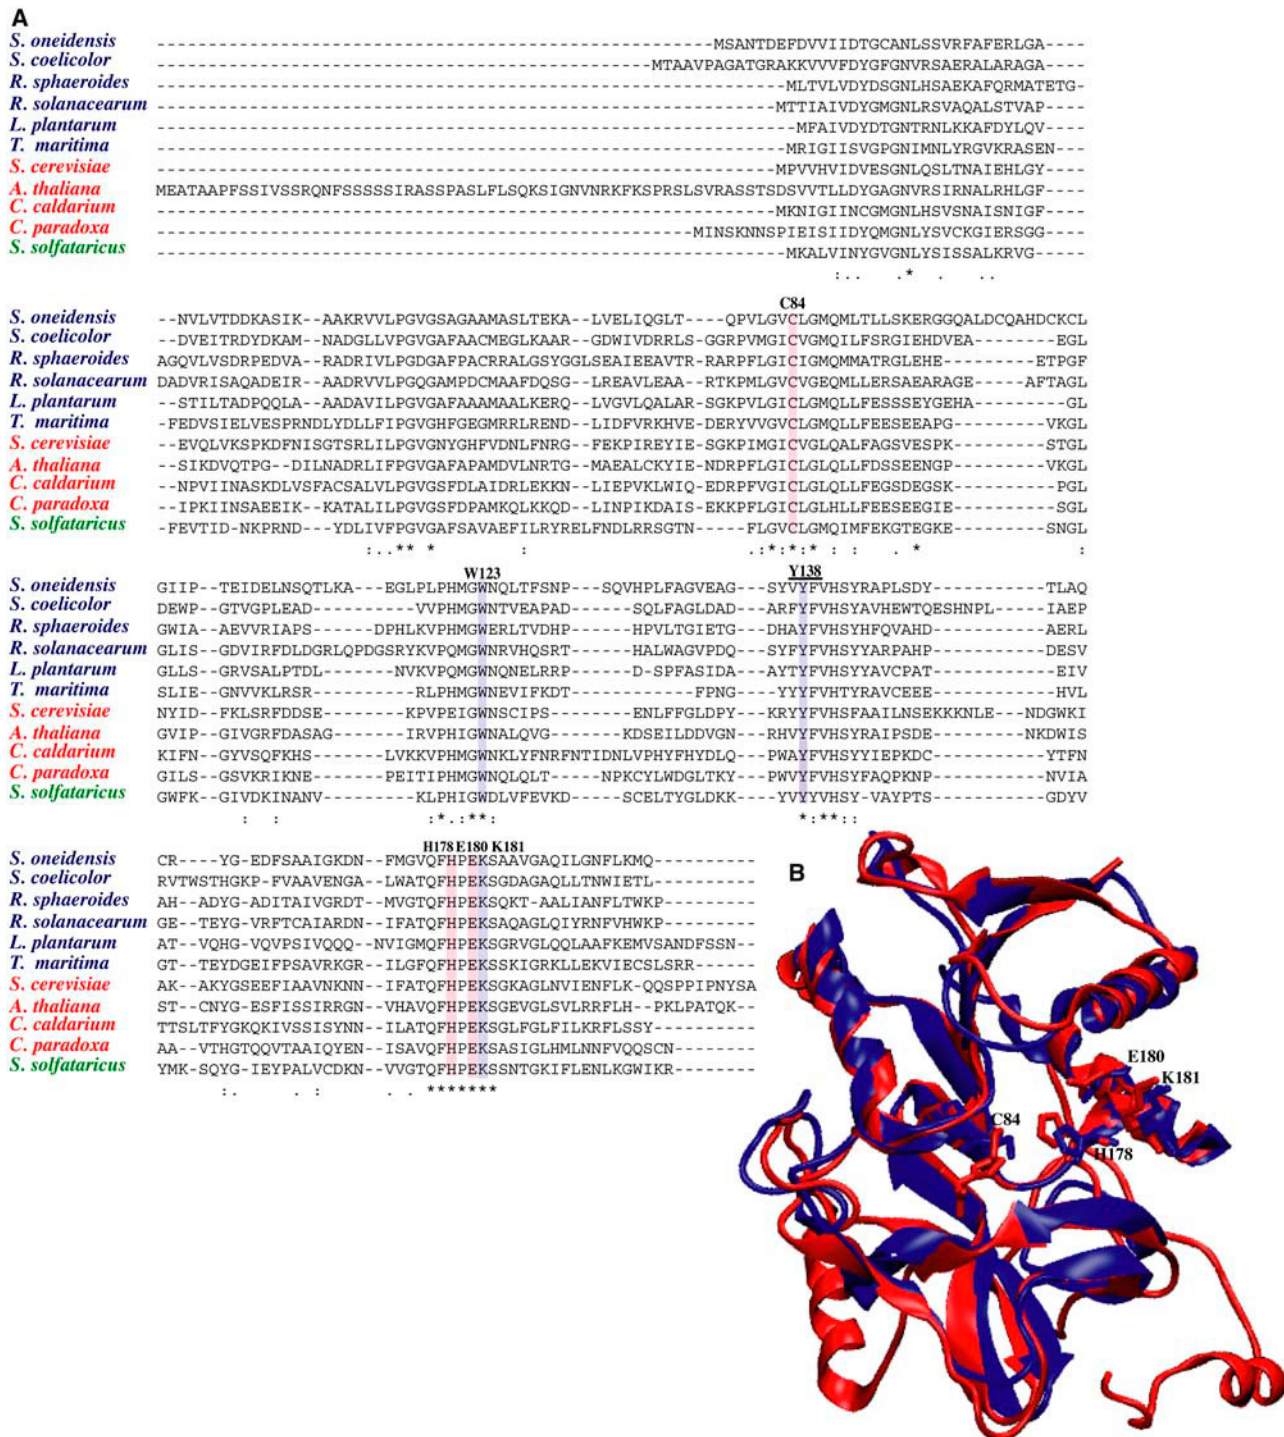 A
S. oneidensis --------------------------------------------------------MSANTDEFDVVIIDTGCANLSSVRFAFERLGA----
S. coelicolor --------------------------------------------------MTAAVPAGATGRAKKVVVFDYGFGNVRSAERALARAGA----
R. sphaeroides ---------------------------------------------------------------MLTVLVDYDSGNLHSAEKAFQRMATETG-
R. solanacearum --------------------------------------------------------------MTTIAIVDYGMGNLRSVAQALSTVAP----
L. plantarum ----------------------------------------------------------------MFAIVDYDTGNTRNLKKAFDYLQV----
T. maritima ---------------------------------------------------------------MRIGIISVGPGNIMNLYRGVKRASEN---
S. cerevisiae --------------------------------------------------------------MPVVHVIDVESGNLQSLTNAIEHLGY----
A. thaliana MEATAAPFSSIVSSRQNFSSSSSIRASSPASLFLSQKSIGNVNRKFKSPRSLSVRASSTSDSVVTLLDYGAGNVRSIRNALRHLGF----
C. caldarium --------------------------------------------------------------MKNIGIINCGMGNLHSVSNAISNIGF----
C. paradoxa ------------------------------------------------------MINSKNNSPIEISIIDYQMGNLYSVCKGIERSGG----
S. solfataricus ---------------------------------------------------------------MKALVINYGVGNLYSISSALKRVG-----
:.. .* . ..
C84
S. oneidensis --NVLVTDDKASIK--AAKRVVLPGVGSAGAAMASLTEKA--LVELIQGLT---QPVLGVCLGMQMLTLLSKERGGQALDCQAHDCKCL
S. coelicolor --DVEITRDYDKAM--NADGLLVPGVGAFAACMEGLKAAR--GDWIVDRRLS-GGRPVMGICVGMQILFSRGIEHDVEA------EGL
R. sphaeroides AGQVLVSDRPEDVA--RADRIVLPGDGAFPACRRALGSYGGLSEAIEEAVTR-RARPFLGICIGMQMMATRGLEHE------ETPGF
R. solanacearum DADVRISAQADEIR--AADRVVLPGQGAMPDCMAAFDQSG--LREAVLEAA--RTKPMLGVCVGEQMLLERSAEARAGE----AFTAGL
L. plantarum --STILTADPQQLA--AADAVILPGVGAFAAAMAALKERQ--LVGVLQALAR-SGKPVLGICLGMQLLFESSSEYGEHA--------GL
T. maritima -FEDVSIELVESPRNDLYDLLFIPGVGHFGEGMRRLREND--LIDFVRKHVE-DERYVVGVCLGMQLLFEESEEAPG------VKGL
S. cerevisiae --EVQLVKSPKDFNISGTSRLILPGVGNYGHFVDNLFNRG--FEKPIREYIE-SGKPIMGICVGLQALFAGSVESPK-------STGL
A. thaliana --SIKDVQTPG--DILNADRLIFPGVGAFAPAMDVLNRTG--MAEALCKYIE-NDRPFLGICLGLQLLFDSSEENGP-------VKGL
C. caldarium --NPVIINASKDLVSFACSALVLPGVGSFDLAIDRLEKKN--LIEPVKLWIQ-EDRPFVGICLGLQLLFEGSDEGSK--------PGL
C. paradoxa --IPKIINSAEEIK--KATALILPGVGSFDPAMKQLKKQD--LINPIKDAIS-EKKPFLGICLGLHLLFEESEEGIE---------GL
S. solfataricus -FEVTID-NKPRND---YDLIVFPGVGAFSAVAEFILRYRELFNDLRRSGTN----FLGVCLGMQIMFEKGTEGKE-------SNGL
:..** * : .:*:*:* : : . * :
W123 Y138
S. oneidensis GIIP--TEIDELNSQTLKA--EGLPLPHMGWNQLTFSNP---SQVHPLFAGVEAG---SYVYFVHSYRAPLSDY-------TLAQ
S. coelicolor DEWP---GTVGPLEAD-------VVPHMGWNTVEAPAD-----SQLFAGLDAD---ARFYFVHSYAVHEWTQESHNPL---IAEP
R. sphaeroides GWIA---AEVVRIAPS-----DPHLKVPHMGWERLTVDHP----HPVLTGIETG---DHAYFVHSYHFQVAHD--------AERL
R. solanacearum GLIS---GDVIRFDLDGRLQPDGSRYKVPQMGWNRVHQSRT----HALWAGVPDQ---SYFYFVHSYYARPAHP--------DESV
L. plantarum GLLS---GRVSALPTDL-----NVKVPQMGWNQNELRRP----D-SPFASIDA---AYTYFVHSYYAVCPAT--------EIV
T. maritima SLIE---GNVVKLRSR-------RLPHMGWNEVIFKDT------FPNG----YYYFVHTYRAVCEEE--------HVL
S. cerevisiae NYID--FKLSRFDDSE------KPVPEIGWNSCIPS------ENLFFGLDPY---KRYYFVHSFAAILNSEKKKNLE---NDGWKI
A. thaliana GVIP---GIVGRFDASAG-----IRVPHIGWNALQVG------KDSEILDDVGN---RHVYFVHSYRAIPSDE------NKDWIS
C. caldarium KIFN---GYVSQFKHS------LVKKVPHMGWNKLYFNRFNTIDNLVPHYFHYDLQ--PWAYFVHSYYIEPKDC------YTFN
C. paradoxa GILS---GSVKRIKNE------PEITIPHMGWNQLQLT-----NPKCYLWDGLTKY--PWVYFVHSYFAQPKNP------NVIA
S. solfataricus GWFK---GIVDKINANV--------KLPHIGWDLVFEVKD-----SCELTYGLDKK---YVYYVHSY-VAYPTS------GDYV
: : : *.:**: *:**::
H178 E180 K181
S. oneidensis CR----YG-EDFSAAIGKDN---FMGVQFHPEKSAAVGAQILGNFLKMQ---------
S. coelicolor RVTWSTHGKP-FVAAVENGA---LWATQFHPEKSGDAGAQLLTNWIETL---------
R. sphaeroides AH--ADYG-ADITAIVGRDT---MVGTQFHPEKSQKT-AALIANFLTWKP--------
R. solanacearum GE--TEYG-VRFTCAIARDN---IFATQFHPEKSAQAGLQIYRNFVHWKP--------
L. plantarum AT---VQHG-VQVPSIVQQQ--NVIGMQFHPEKSGRVGLQQLAAFKEMVSANDFSSN--
T. maritima GT---TEYDGEIFPSAVRKGR--ILGFQFHPEKSSKIGRKLLEKVIECSLSRR------
S. cerevisiae AK--AKYGSEEFIAAVNKNN---IFATQFHPEKSGKAGLNVIENFLK-QQSPPIPNYSA
A. thaliana ST---CNYG-ESFISSIRRGN--VHAVQFHPEKSGEVGLSVLRRFLH--PKLPATQK--
C. caldarium TTSLTFYGKQKIVSSISYNN---ILATQFHPEKSGLFGLFILKRFLSSY----------
C. paradoxa AA--VTHGTQQVTAAIQYEN---ISAVQFHPEKSASIGLHMLNNFVQQSCN--------
S. solfataricus YMK-SQYG-IEYPALVCDKN---VVGTQFHPEKSSNTGKIFLENLKGWIKR--------
:. . : . . *******
B
E180
K181
C84
H178